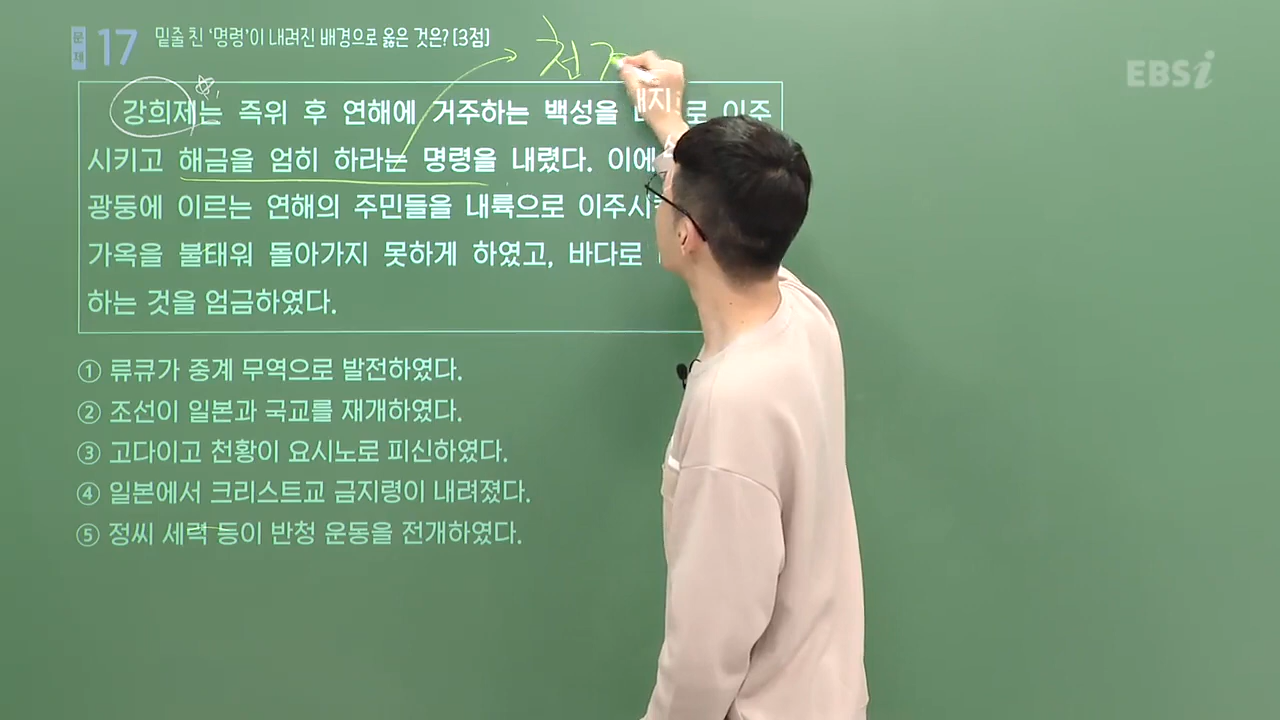 문제 17 밑줄 친 '명령'이 내려진 배경으로 옳은 것은? [3점]
천
EBSi
강희제는 즉위 후 연해에 거주하는 백성을 내지로 이주
시키고 해금을 엄히 하라는 명령을 내렸다. 이에
광둥에 이르는 연해의 주민들을 내륙으로 이주시
가옥을 불태워 돌아가지 못하게 하였고, 바다로
하는 것을 엄금하였다.
① 류큐가 중계 무역으로 발전하였다.
② 조선이 일본과 국교를 재개하였다.
③ 고다이고 천황이 요시노로 피신하였다.
④ 일본에서 크리스트교 금지령이 내려졌다.
⑤ 정씨 세력 등이 반청 운동을 전개하였다.